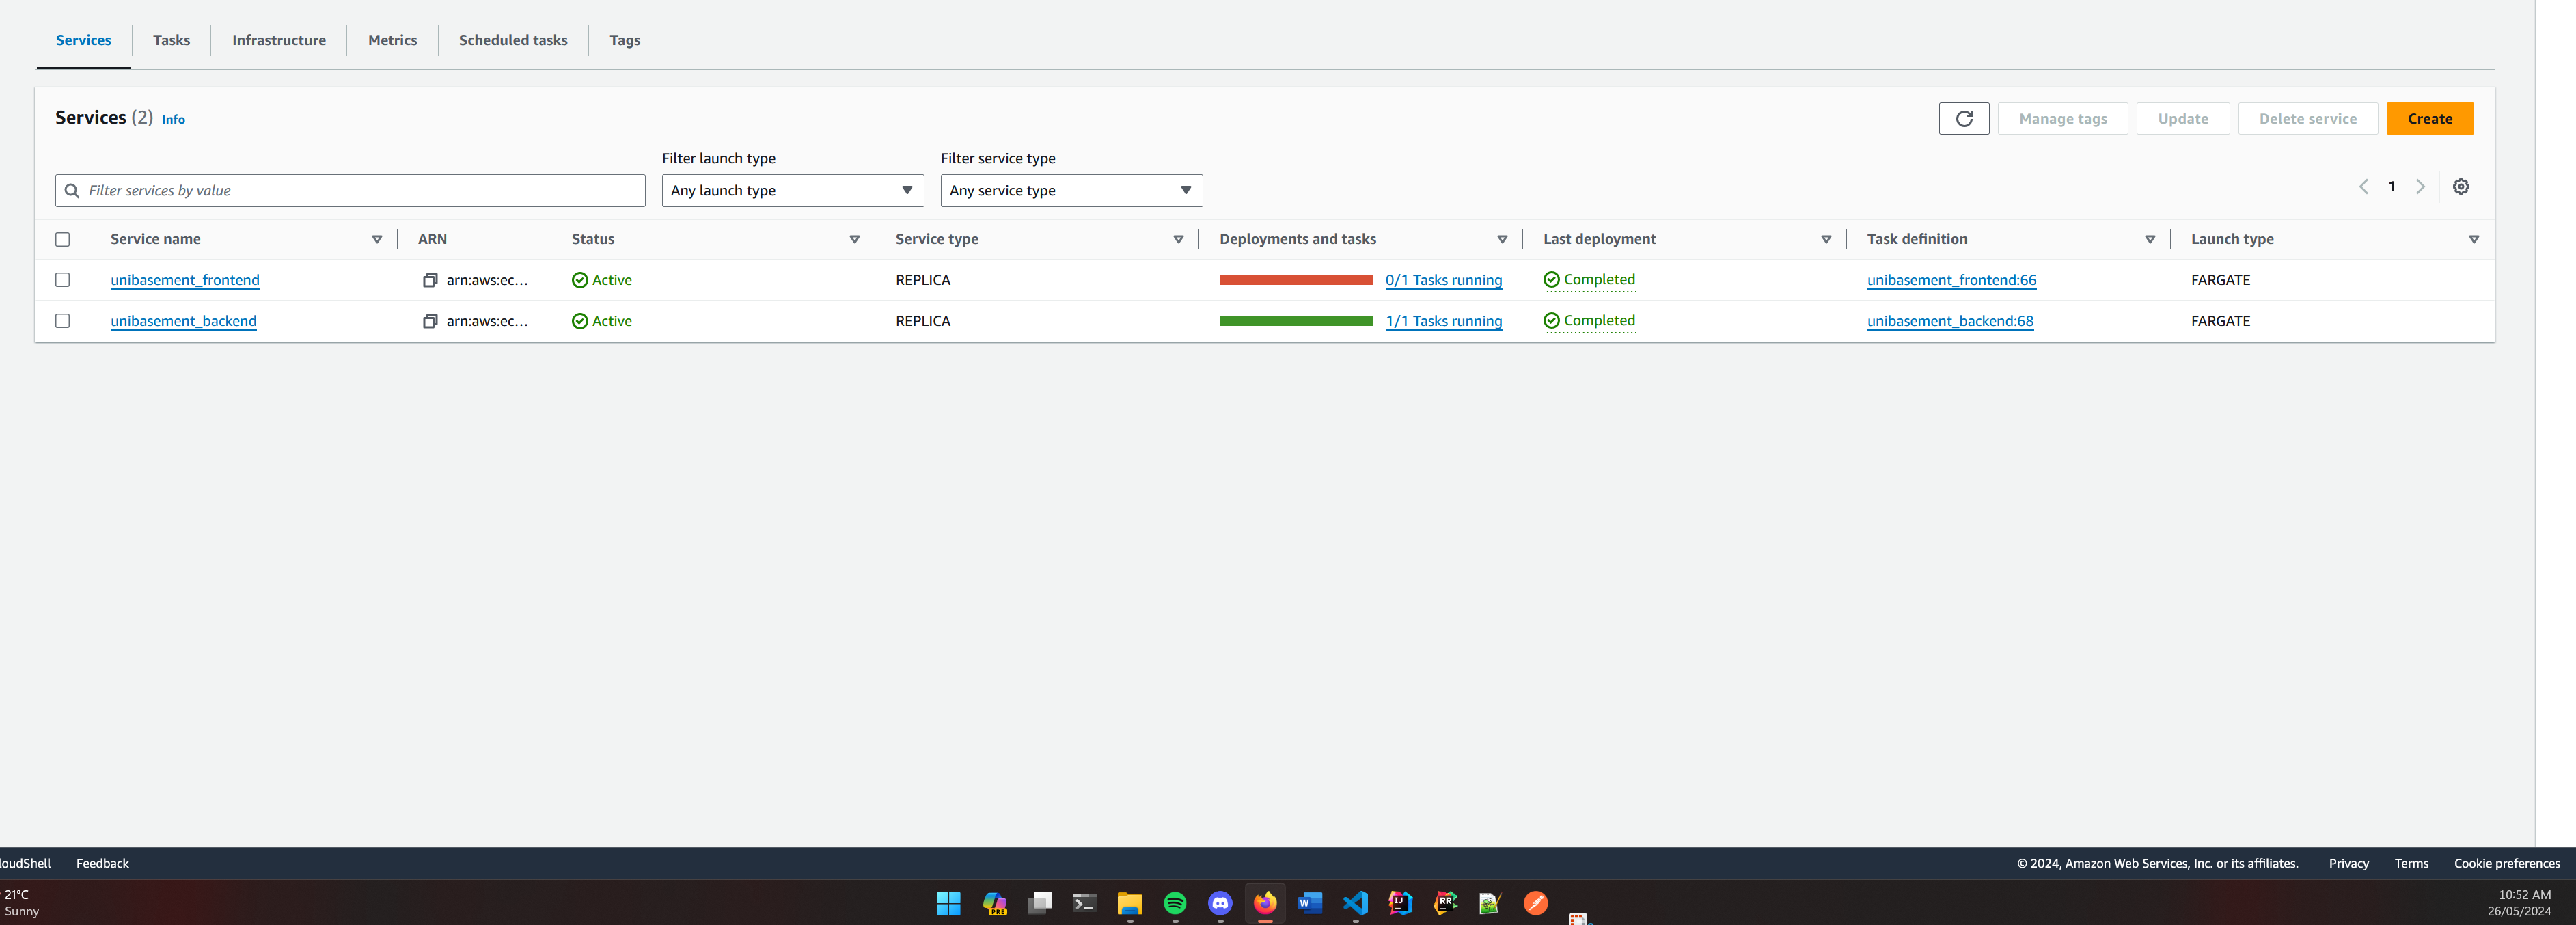 Services Tasks Infrastructure Metrics Scheduled tasks Tags
Services (2) Info Manage tags Update Delete service Create
Filter launch type Filter service type
Filter services by value Any launch type Any service type 1
Service name ARN Status Service type Deployments and tasks Last deployment Task definition Launch type
unibasement_frontend arn:aws:ec... Active REPLICA 0/1 Tasks running Completed unibasement_frontend:66 FARGATE
unibasement_backend arn:aws:ec... Active REPLICA 1/1 Tasks running Completed unibasement_backend:68 FARGATE
loudShell Feedback © 2024, Amazon Web Services, Inc. or its affiliates. Privacy Terms Cookie preferences
21°C 10:52 AM
Sunny 26/05/2024
PRE W IJ RR